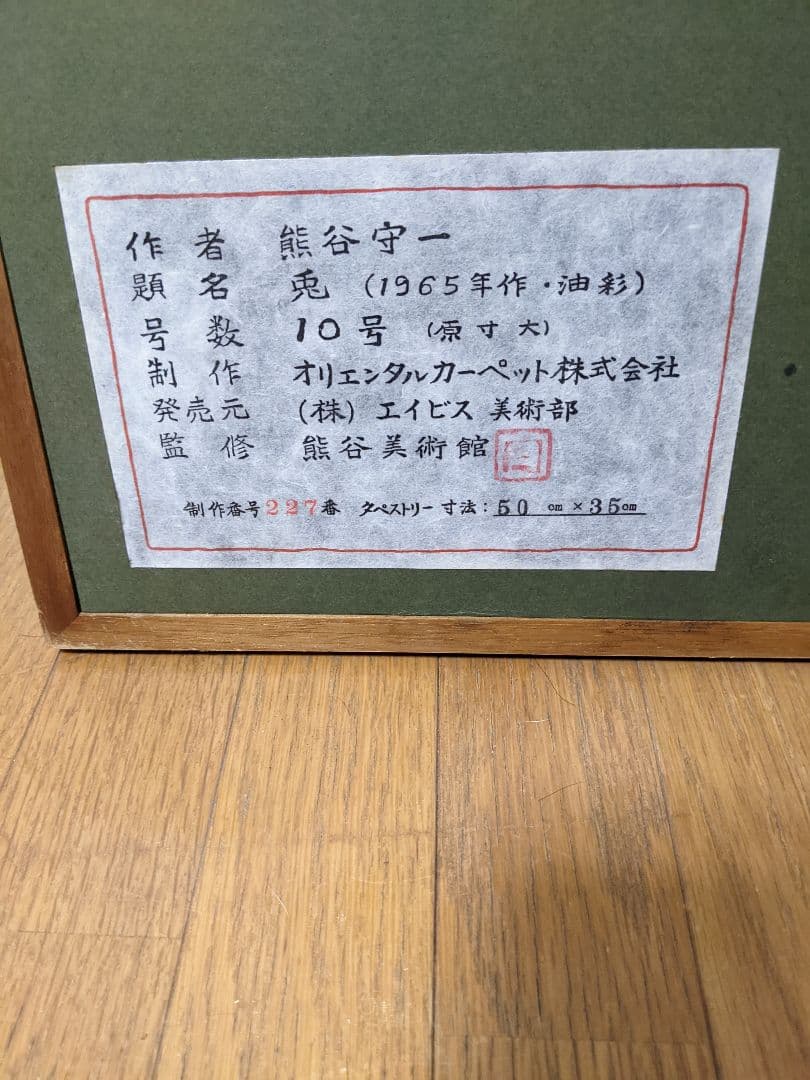 作者 熊谷守一
題名 兎 (1965年作・油彩)
号数 10号 (原寸大)
制作 オリエンタルカーペット株式会社
発売元 (株) エイビス 美術部
監修 熊谷美術館
制作番号227番 タペストリー寸法:50cm×35cm